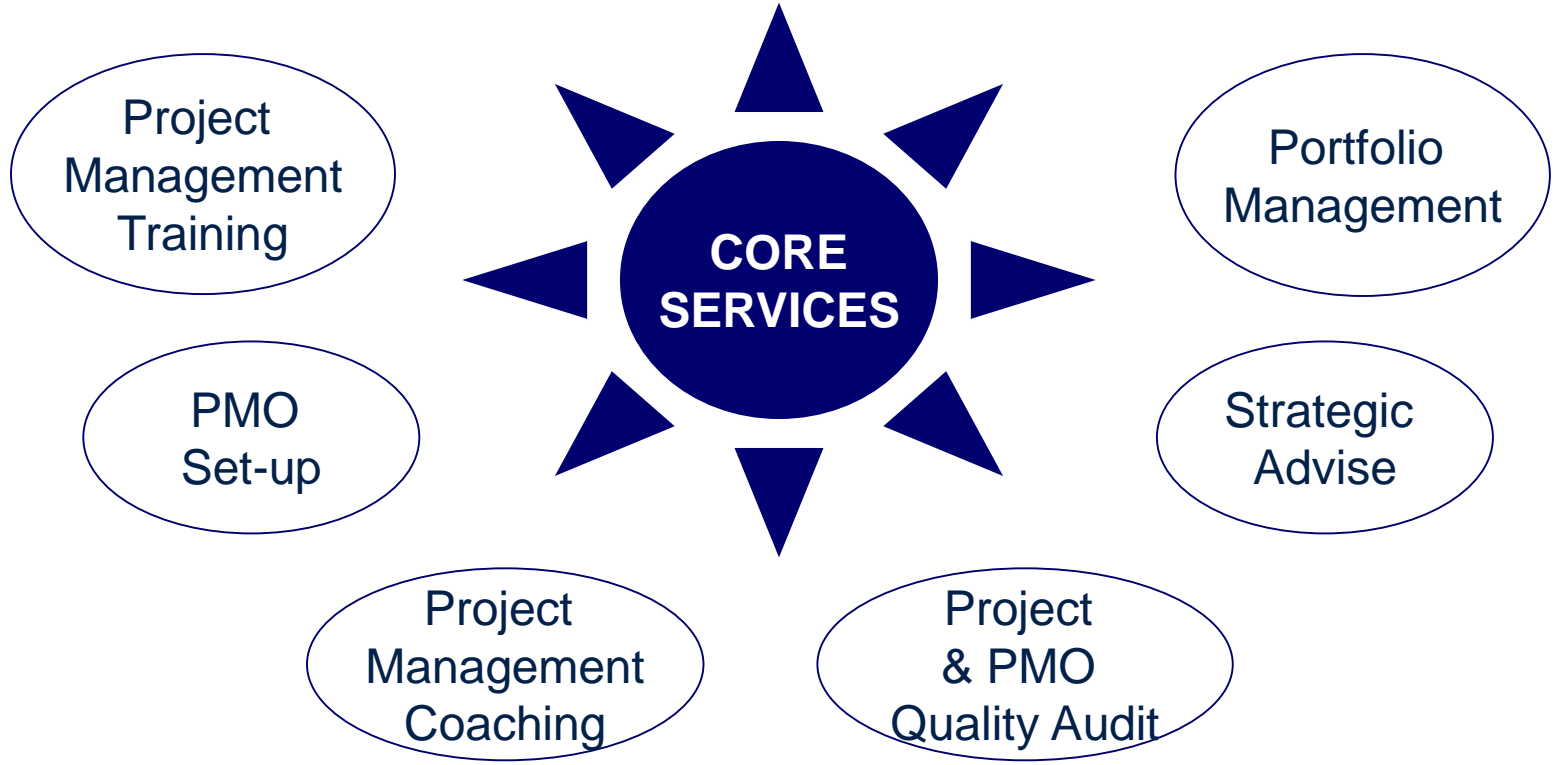 Project
Management
Training
CORE
SERVICES
Portfolio
Management
PMO
Set-up
Strategic
Advise
Project
Management
Coaching
Project
& PMO
Quality Audit